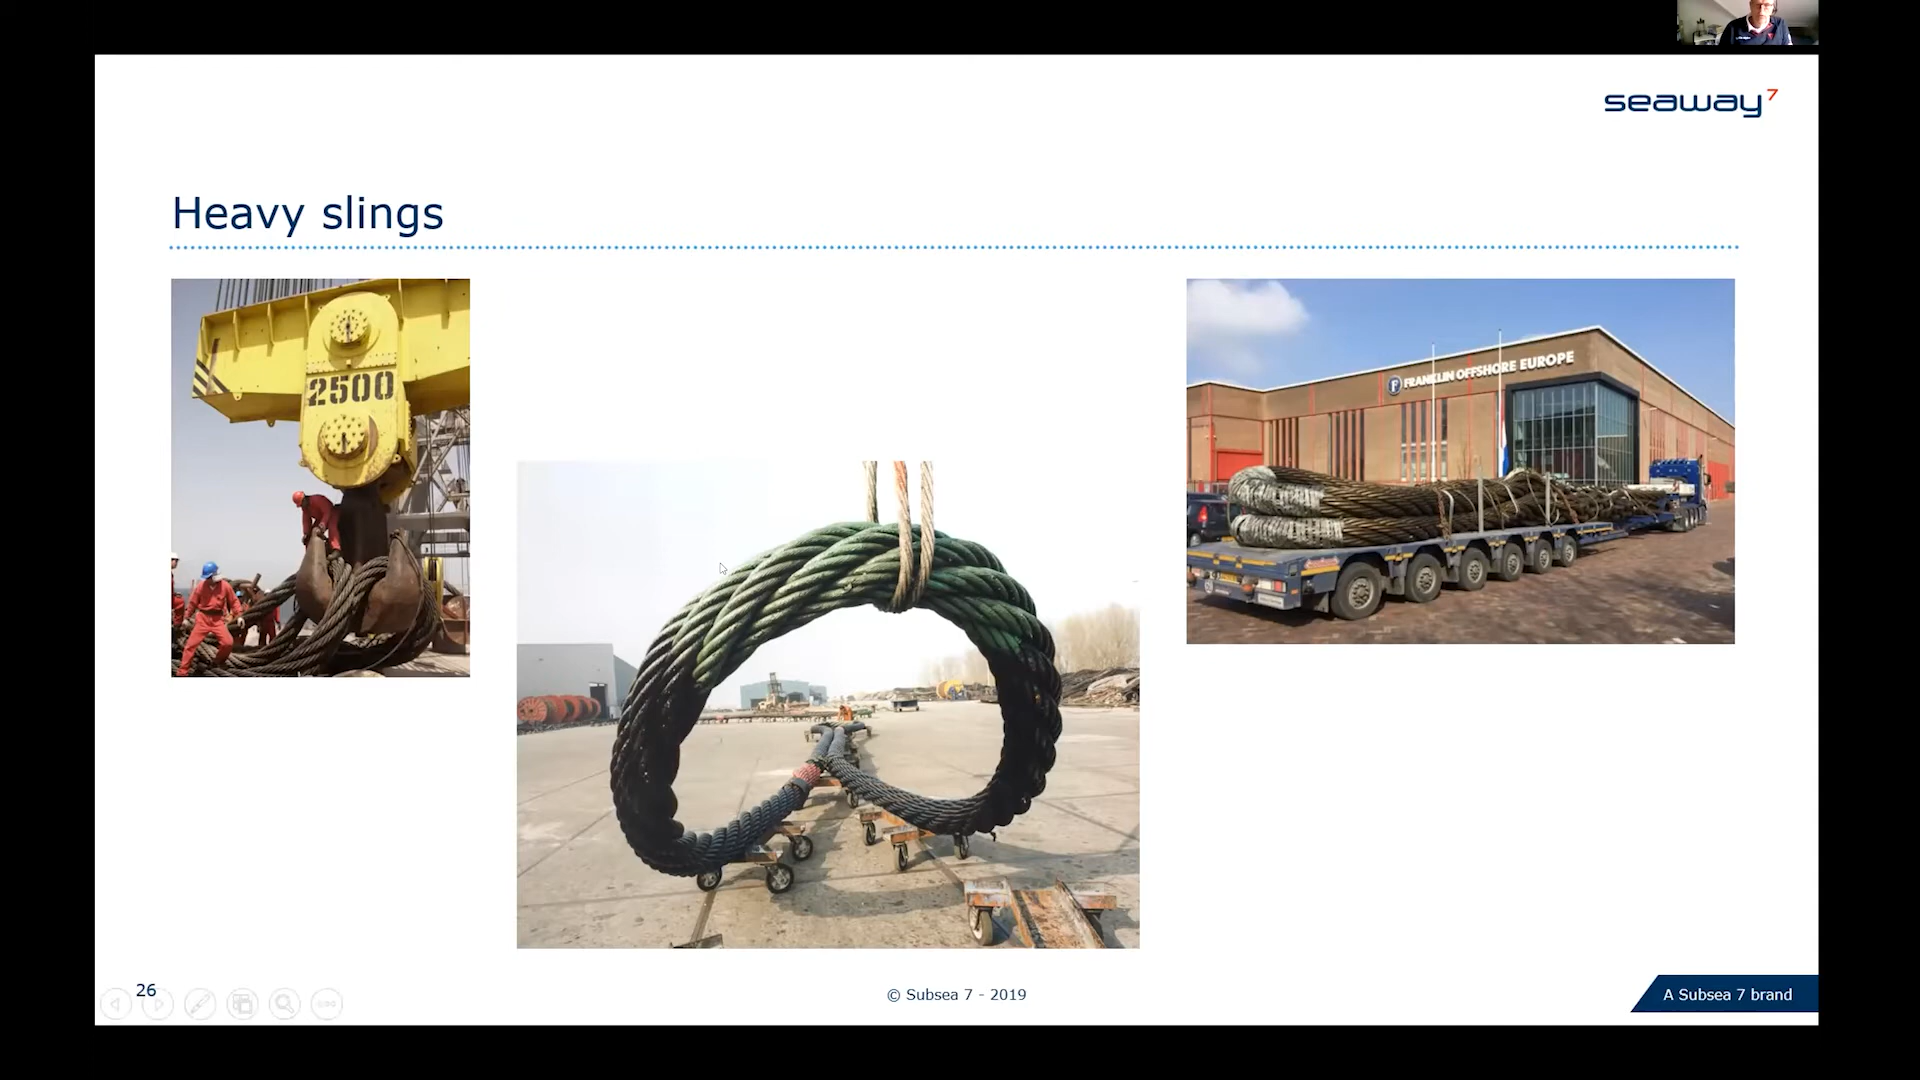 seaway7
Heavy slings
2500
FRANKLIN OFFSHORE EUROPE
26
© Subsea 7 - 2019
A Subsea 7 brand